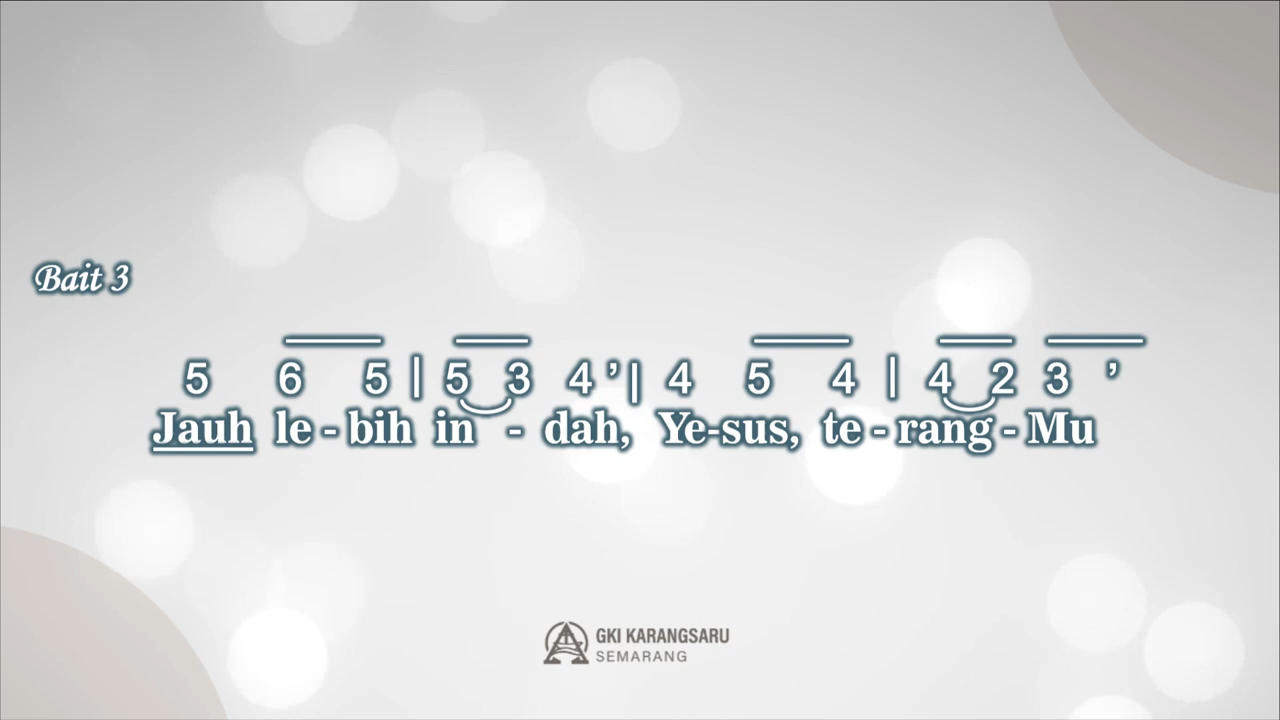 Bait 3
5 6 5 | 5 3 4 ’ | 4 5 4 | 4 2 3 ’
Jauh le - bih in - dah, Ye-sus, te - rang - Mu
GKI KARANGSARU
SEMARANG